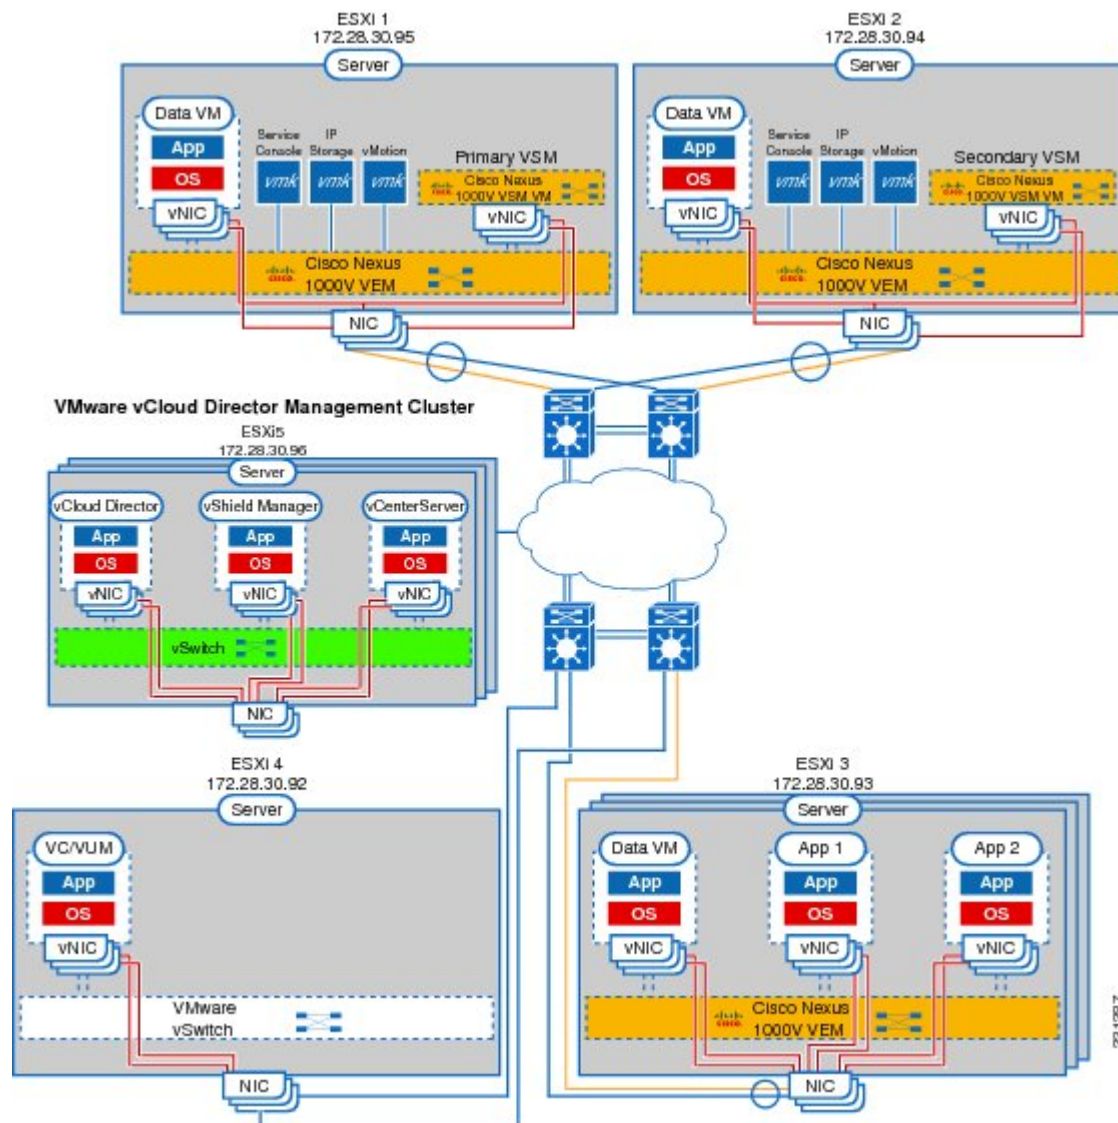 ESXi 1
172.28.30.95
Server
Data VM
App
OS
vNIC
Service
Console
vmk
IP
Storage
vmk
vMotion
vmk
Primary VSM
Cisco Nexus
1000V VSM VM
vNIC
CISCO
Cisco Nexus
1000V VEM
NIC
ESXi 2
172.28.30.94
Server
Data VM
App
OS
vNIC
Service
Console
vmk
IP
Storage
vmk
vMotion
vmk
Secondary VSM
Cisco Nexus
1000V VSM VM
vNIC
CISCO
Cisco Nexus
1000V VEM
NIC
VMware vCloud Director Management Cluster
ESXi5
172.28.30.96
Server
vCloud Director
App
OS
vNIC
vShield Manager
App
OS
vNIC
vCenterServer
App
OS
vNIC
vSwitch
NIC
ESXi 4
172.28.30.92
Server
VC/VUM
App
OS
vNIC
VMware
vSwitch
NIC
ESXi 3
172.28.30.93
Server
Data VM
App
OS
vNIC
App 1
App
OS
vNIC
App 2
App
OS
vNIC
CISCO
Cisco Nexus
1000V VEM
NIC